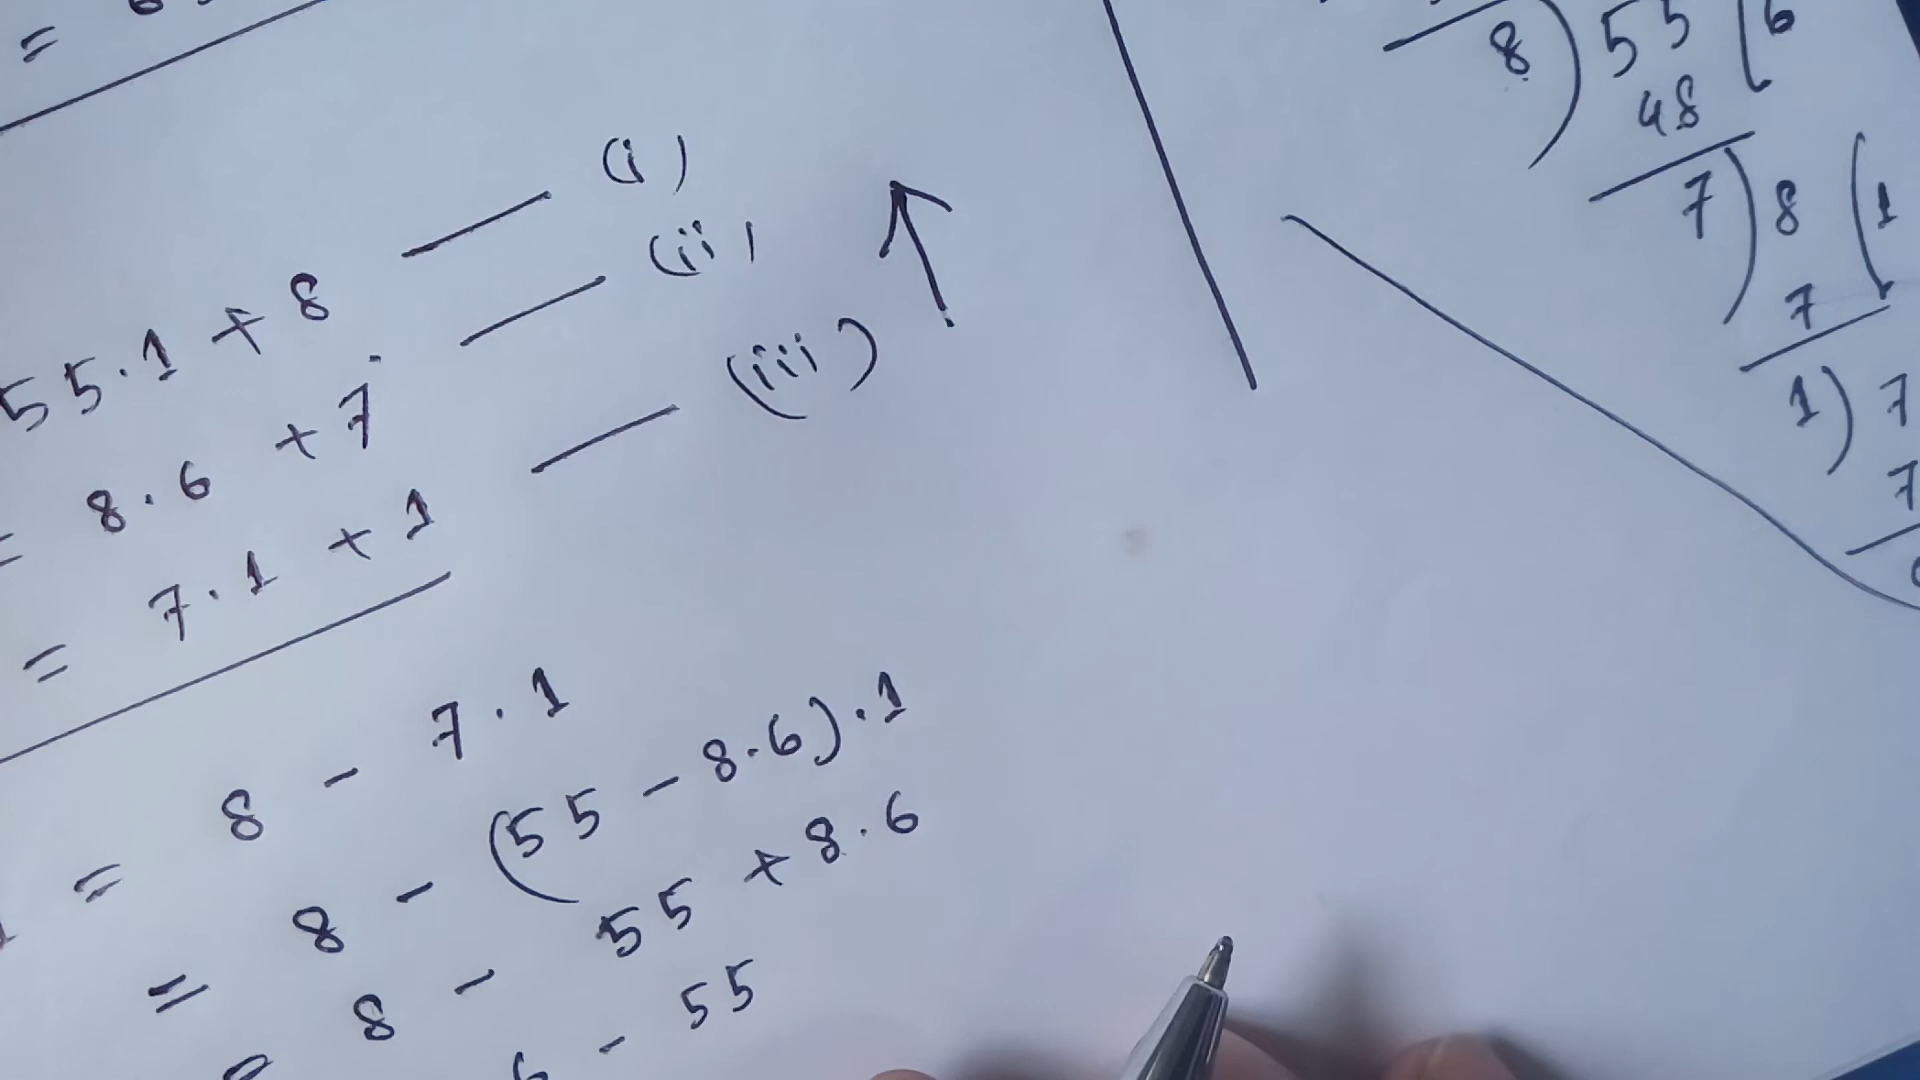 =
55.1 + 8 —— (i)
= 8.6 + 7 —— (ii)
= 7.1 + 1 —— (iii)
= 8 - 7.1
= 8 - (55 - 8.6).1
8 - 55 + 8.6
6 - 55
8) 55 (6
48
7) 8 (1
7
1) 7
7